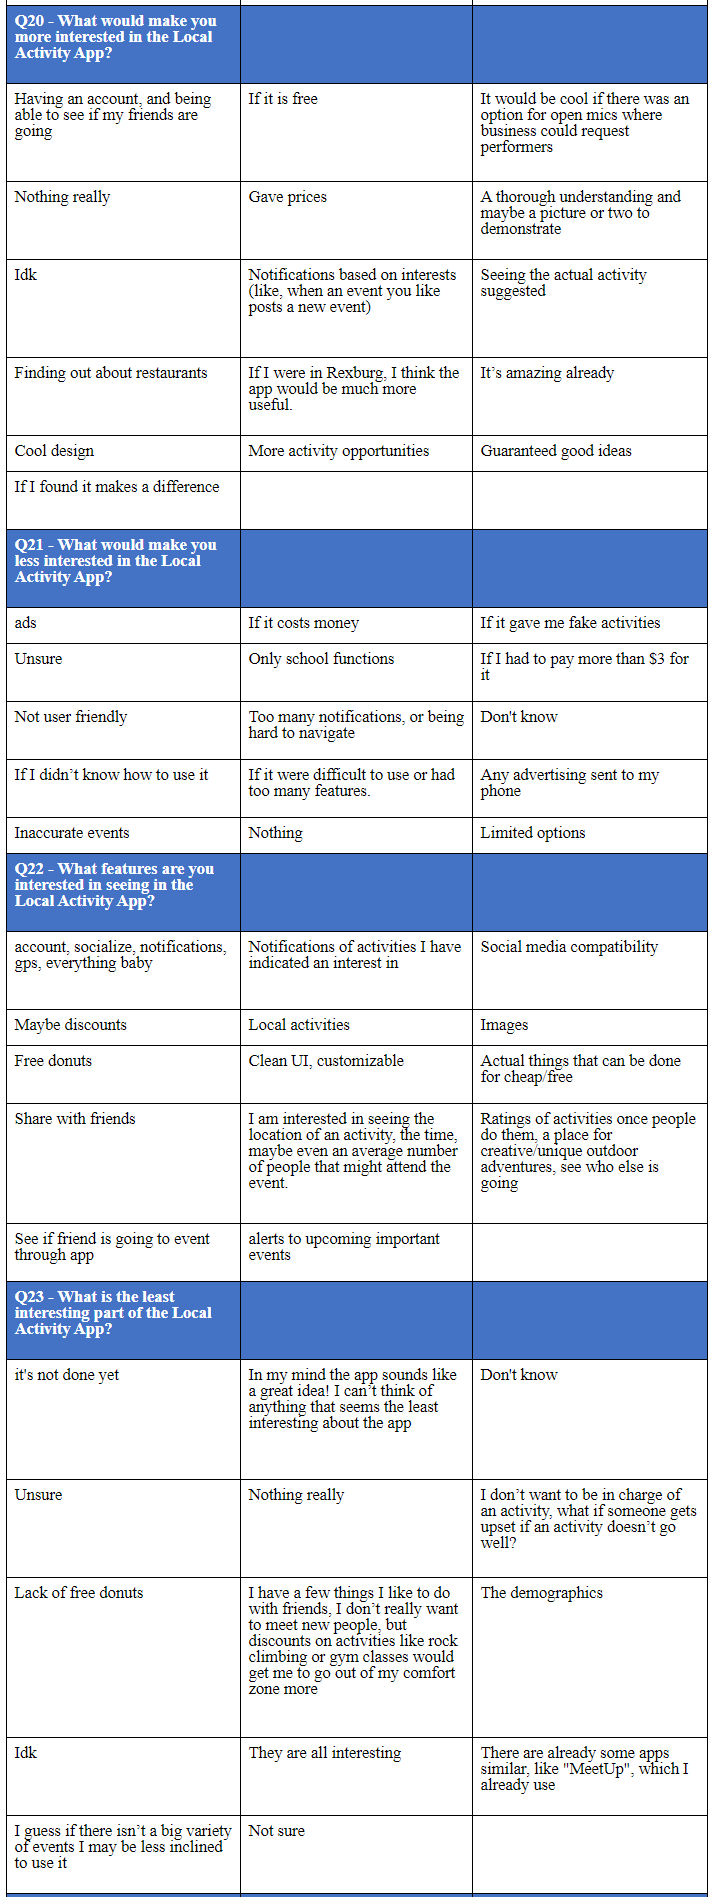 Q20 - What would make you
more interested in the Local
Activity App?
Having an account, and being
able to see if my friends are
going
If it is free
It would be cool if there was an
option for open mics where
business could request
performers
Nothing really
Gave prices
A thorough understanding and
maybe a picture or two to
demonstrate
Idk
Notifications based on interests
(like, when an event you like
posts a new event)
Seeing the actual activity
suggested
Finding out about restaurants
If I were in Rexburg, I think the
app would be much more
useful.
It’s amazing already
Cool design
More activity opportunities
Guaranteed good ideas
If I found it makes a difference
Q21 - What would make you
less interested in the Local
Activity App?
ads
If it costs money
If it gave me fake activities
Unsure
Only school functions
If I had to pay more than $3 for
it
Not user friendly
Too many notifications, or being
hard to navigate
Don't know
If I didn’t know how to use it
If it were difficult to use or had
too many features.
Any advertising sent to my
phone
Inaccurate events
Nothing
Limited options
Q22 - What features are you
interested in seeing in the
Local Activity App?
account, socialize, notifications,
gps, everything baby
Notifications of activities I have
indicated an interest in
Social media compatibility
Maybe discounts
Local activities
Images
Free donuts
Clean UI, customizable
Actual things that can be done
for cheap/free
Share with friends
I am interested in seeing the
location of an activity, the time,
maybe even an average number
of people that might attend the
event.
Ratings of activities once people
do them, a place for
creative/unique outdoor
adventures, see who else is
going
See if friend is going to event
through app
alerts to upcoming important
events
Q23 - What is the least
interesting part of the Local
Activity App?
it's not done yet
In my mind the app sounds like
a great idea! I can’t think of
anything that seems the least
interesting about the app
Don't know
Unsure
Nothing really
I don’t want to be in charge of
an activity, what if someone gets
upset if an activity doesn’t go
well?
Lack of free donuts
I have a few things I like to do
with friends, I don’t really want
to meet new people, but
discounts on activities like rock
climbing or gym classes would
get me to go out of my comfort
zone more
The demographics
Idk
They are all interesting
There are already some apps
similar, like "MeetUp", which I
already use
I guess if there isn’t a big variety
of events I may be less inclined
to use it
Not sure